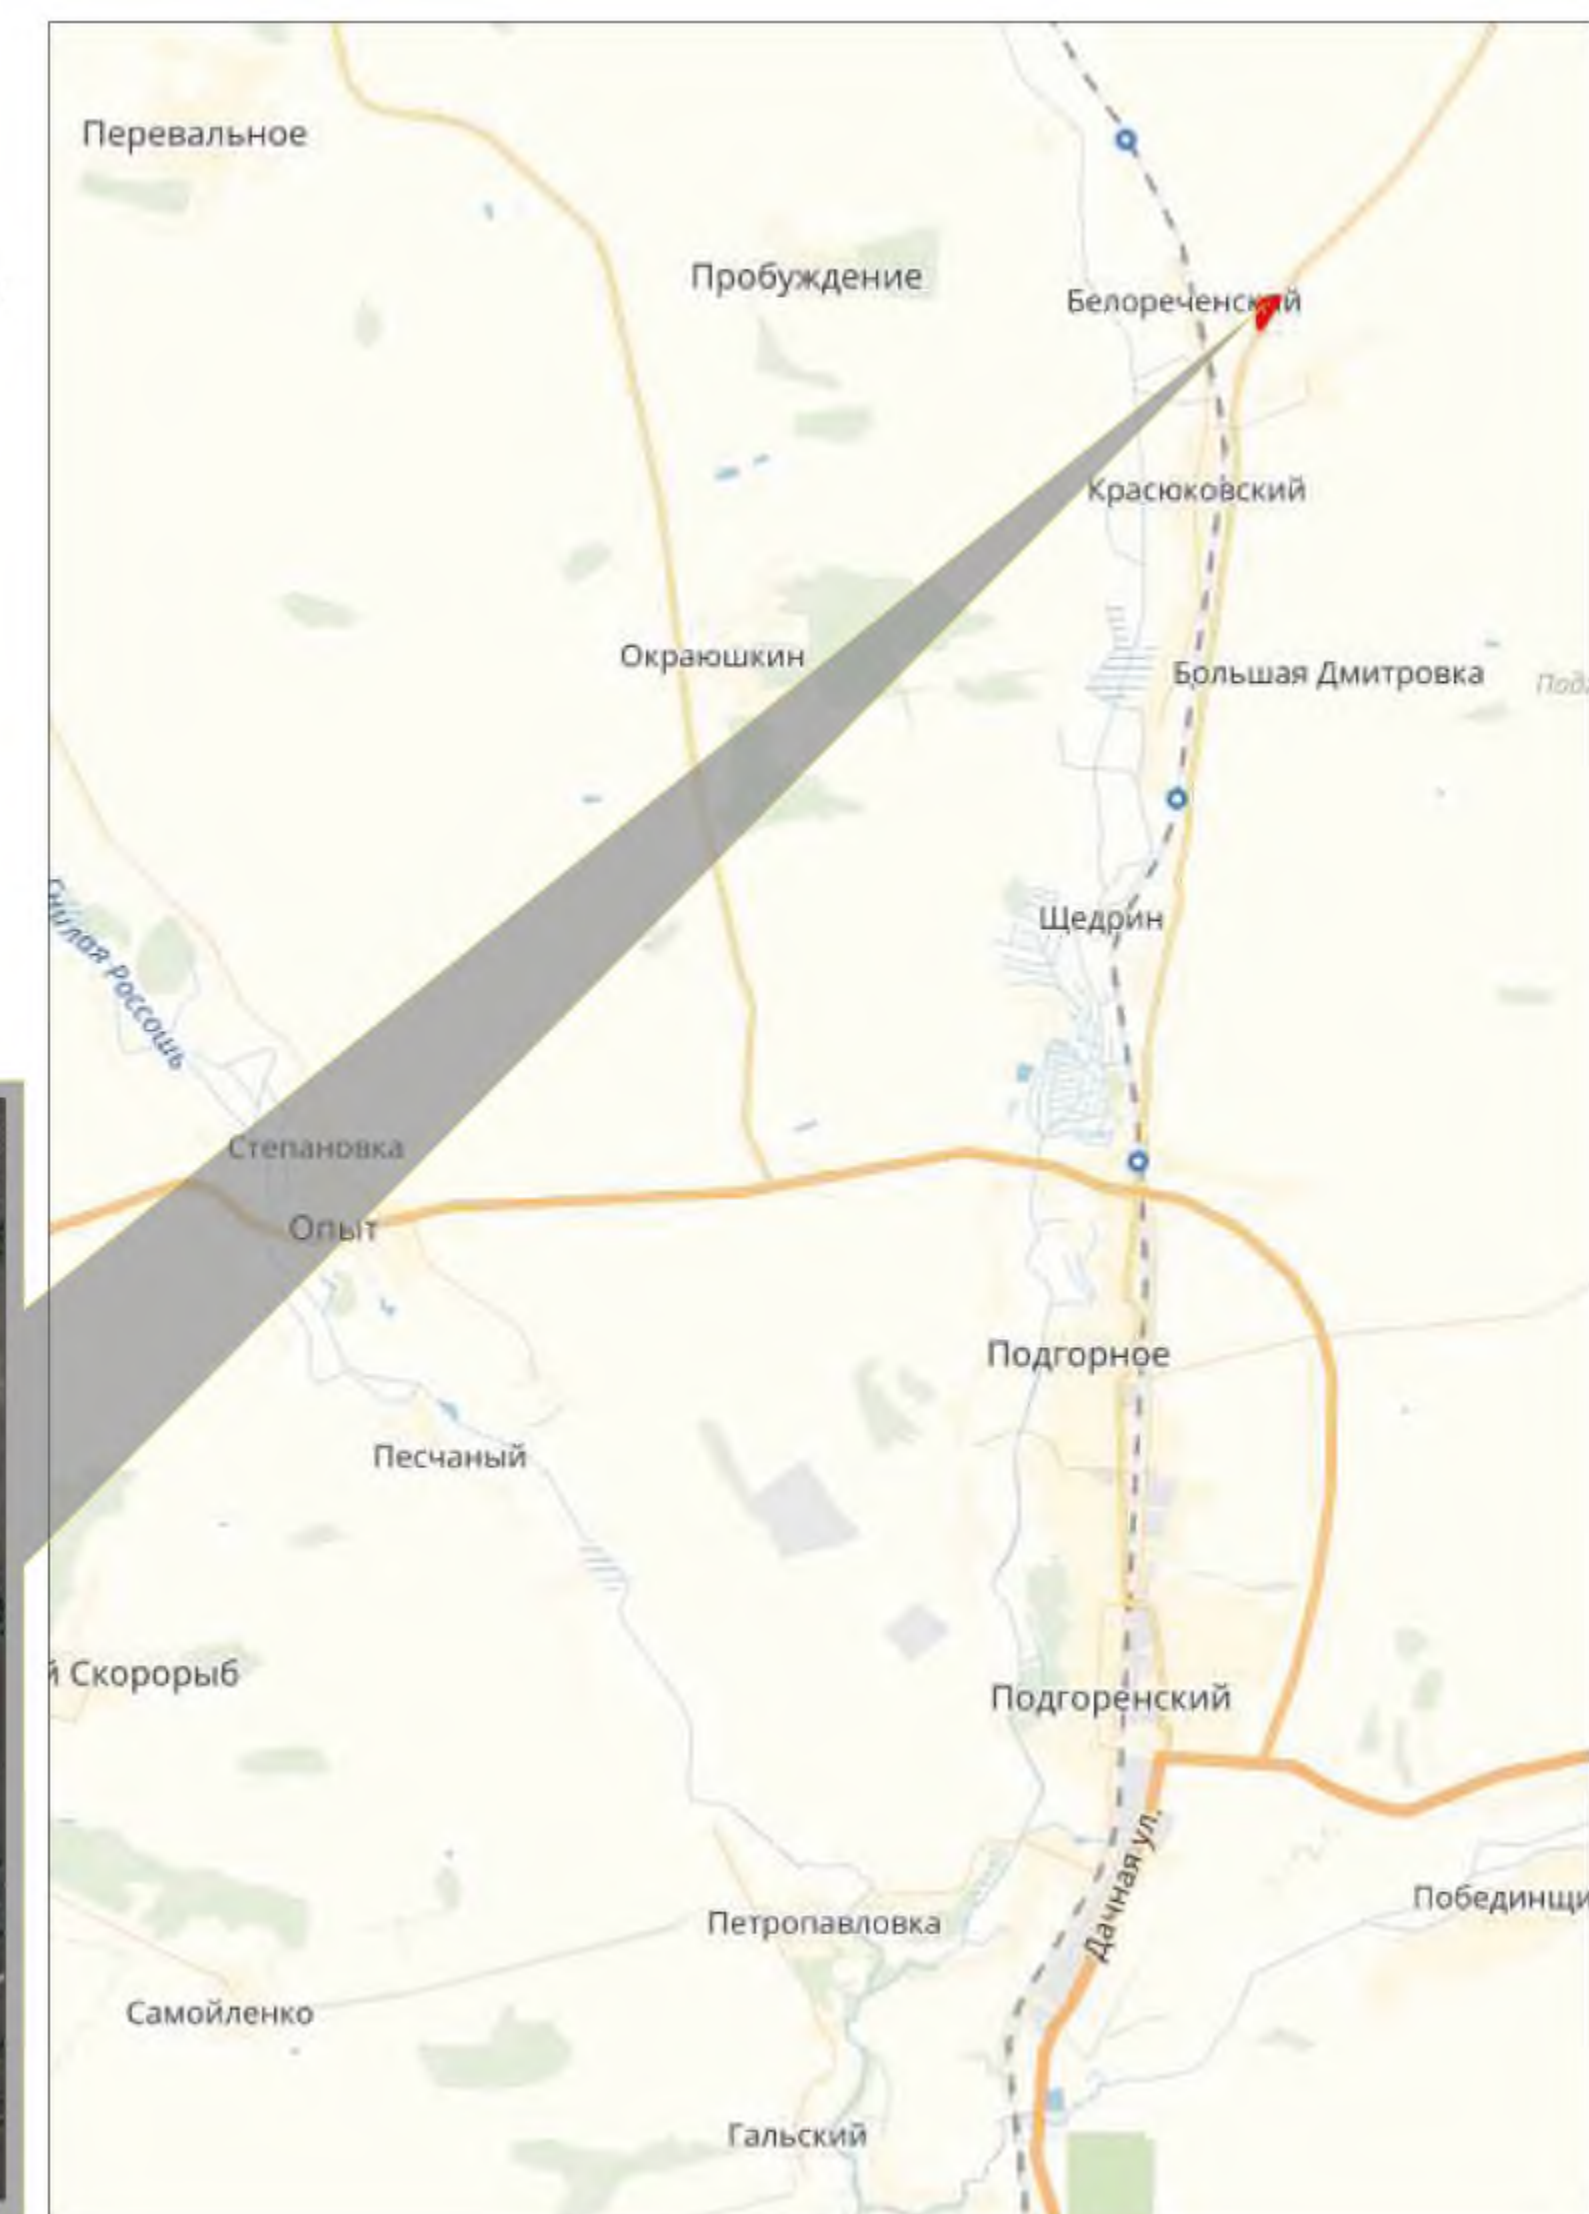 Перевальное
Пробуждение
Белореченский
Красюковский
Окраюшкин
Большая Дмитровка
Щедрин
Россошь
Степановка
Опыт
Подгорное
Песчаный
й Скорорыб
Подгоренский
Дачная ул.
Побединщи
Петропавловка
Самойленко
Гальский